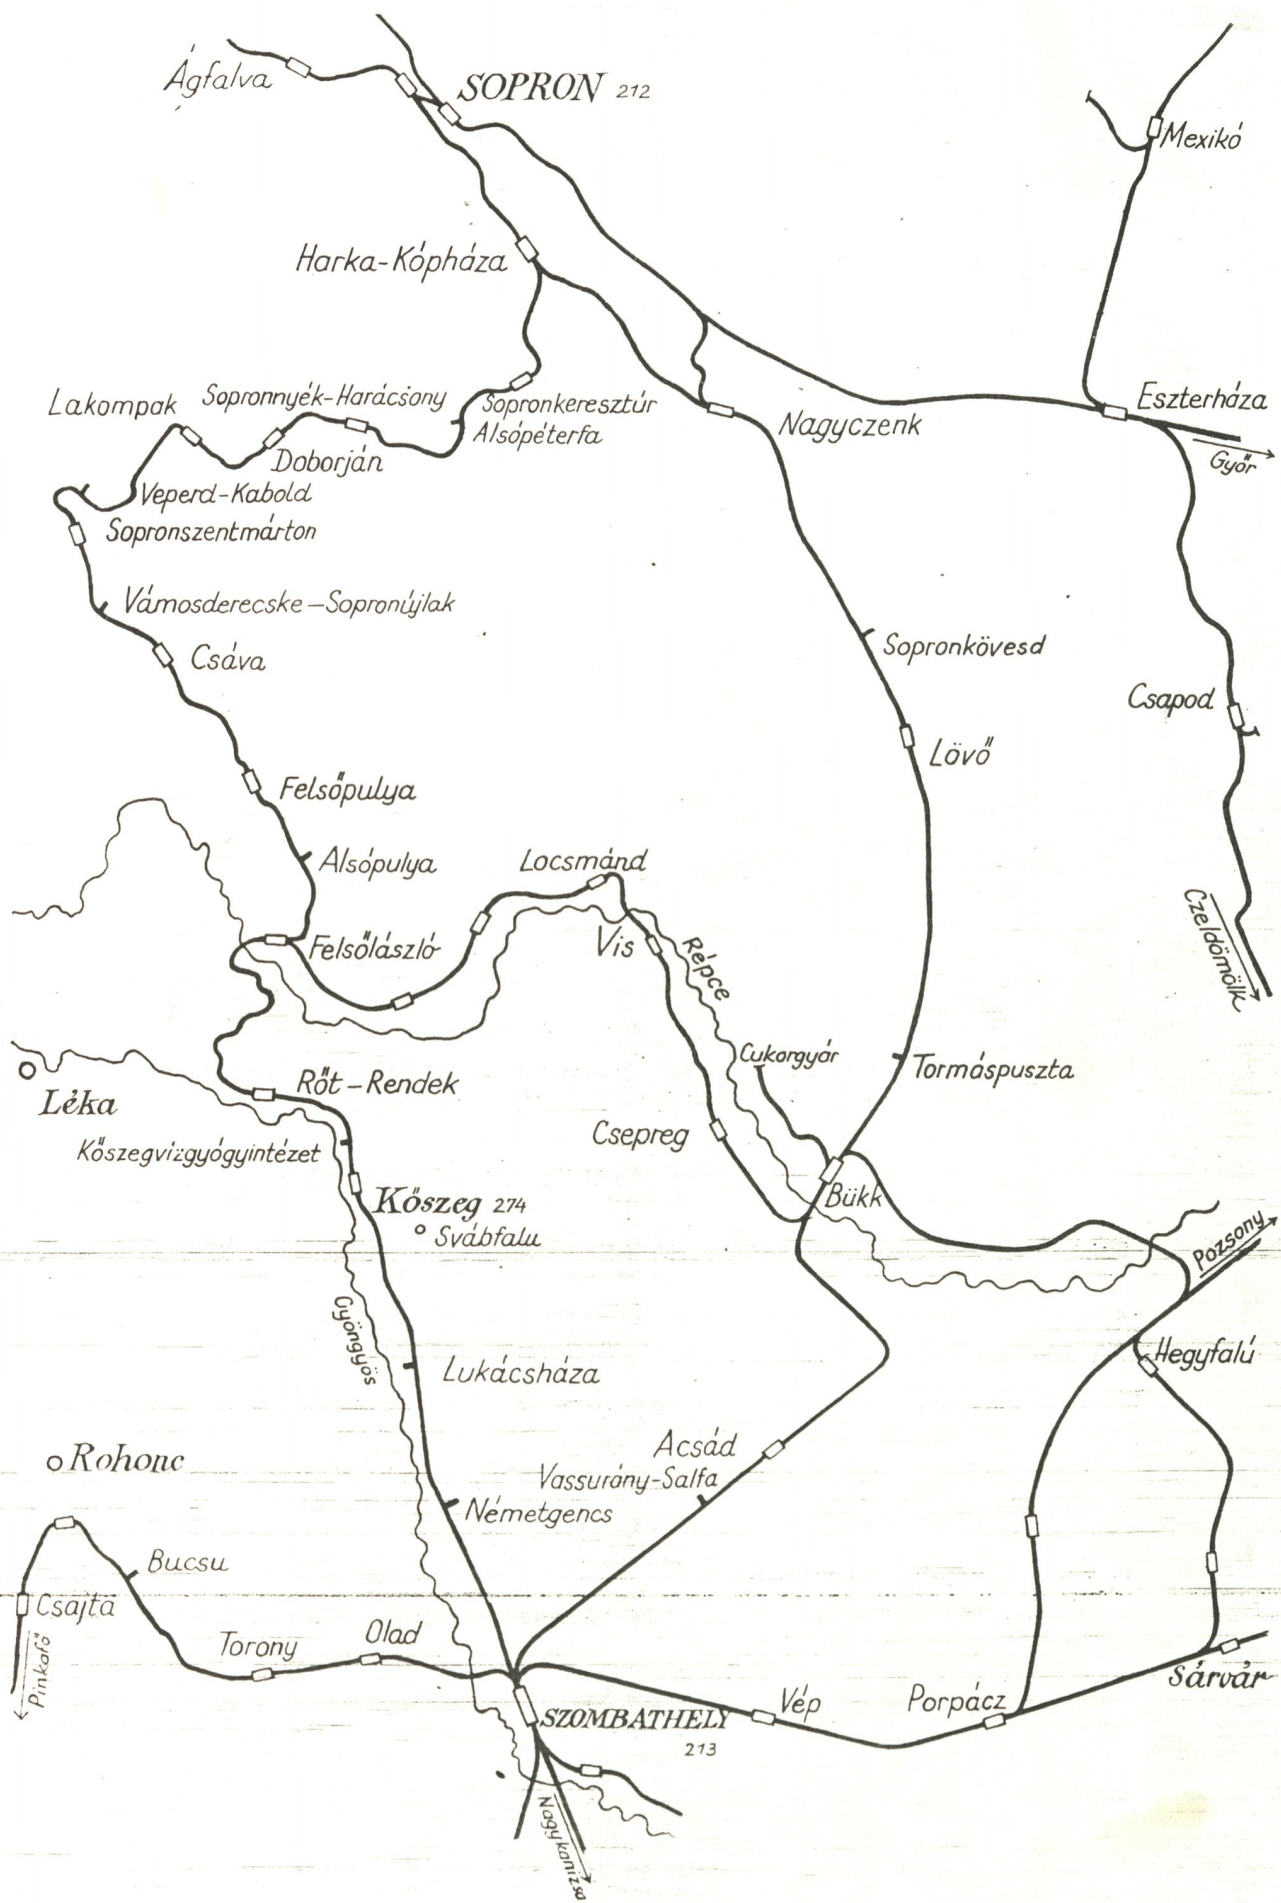 Ágfalva
SOPRON 212
Mexikó
Harka-Kópháza
Eszterháza
Lakompak
Sopronnyék-Harácsony
Sopronkeresztúr
Alsópéterfa
Nagyczenk
Győr
Doborján
Veperd-Kabold
Sopronszentmárton
Vámosderecske-Sopronújlak
Csáva
Sopronkövesd
Csapod
Lövő
Felsőpulya
Alsópulya
Locsmánd
Czeldömölk
Felsőlászló
Vis
Répce
Cukorgyár
Tormáspuszta
Rőt-Rendek
Léka
Csepreg
Kőszegvízgyógyintézet
Bükk
Kőszeg 274
Svábfalu
Pozsony
Gyöngyös
Hegyfalú
Lukácsháza
Acsád
Rohonc
Vassurány-Salfa
Németgencs
Bucsu
Csajta
Olad
Torony
Pinkafő
Sárvár
Vép
Porpácz
SZOMBATHELY
213
Nagykanizsa